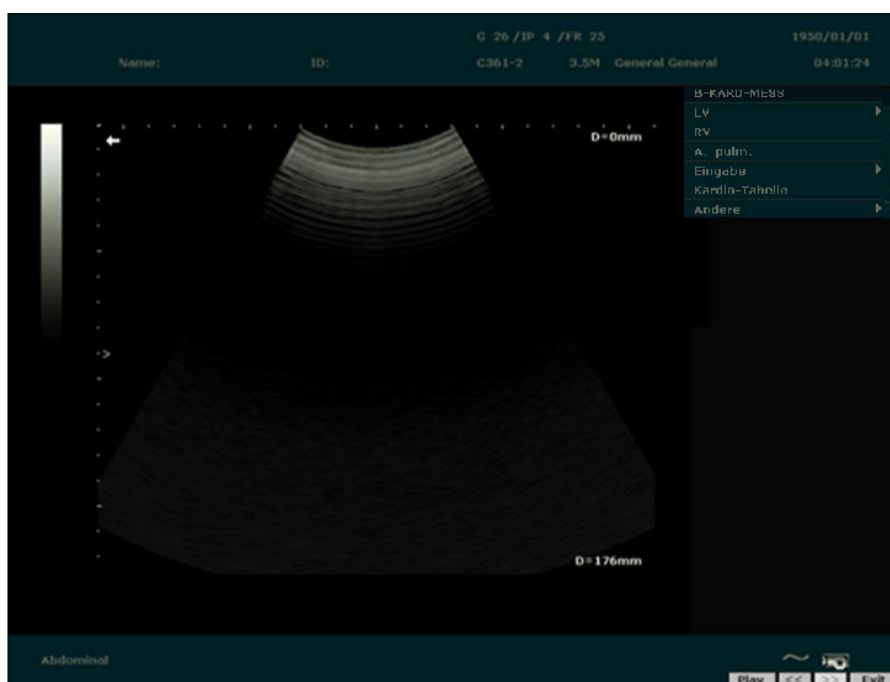 G 26 /IP 4 /FR 25 1950/01/01
Name: ID: C361-2 3.5M General General 04:01:24
B-KARD-MESS
LV
D=0mm
RV
A. pulm.
Eingabe
Kardio-Tabelle
Andere
D=176mm
Abdominal
Play << >> Exit